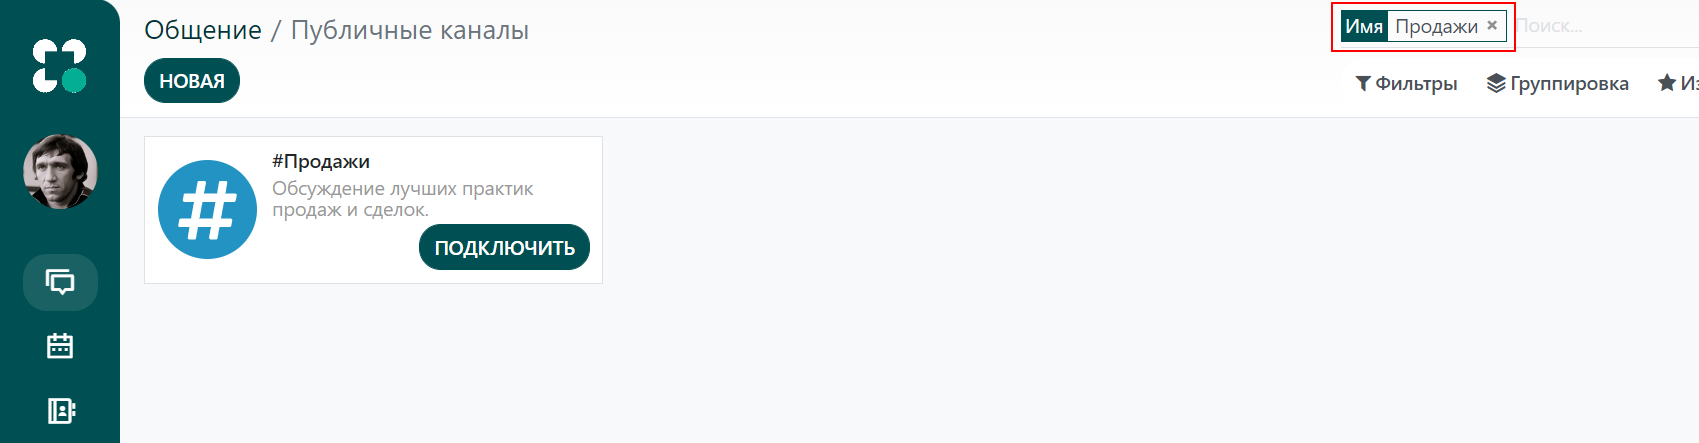 Общение / Публичные каналы
Имя Продажи × Поиск...
НОВАЯ
Фильтры Группировка Из
#Продажи
Обсуждение лучших практик
продаж и сделок.
ПОДКЛЮЧИТЬ